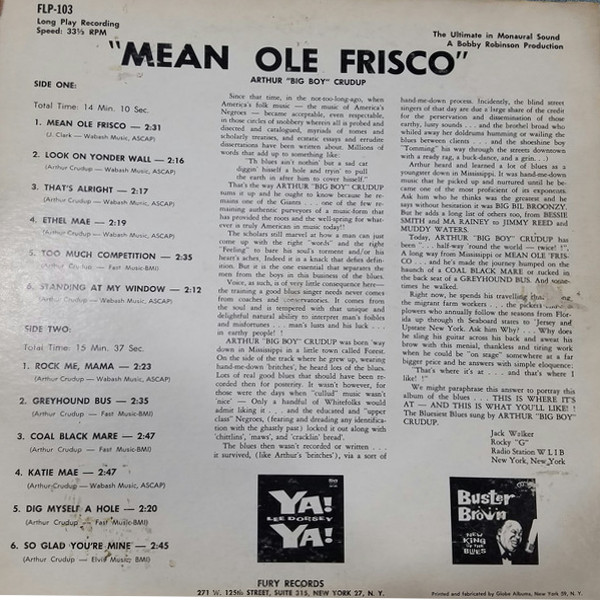 FLP-103
Long Play Recording
Speed: 33⅓ RPM
The Ultimate in Monaural Sound
A Bobby Robinson Production
"MEAN OLE FRISCO"
ARTHUR "BIG BOY" CRUDUP
SIDE ONE:
Total Time: 14 Min. 10 Sec.
1. MEAN OLE FRISCO — 2:31
(J. Clark — Wabash Music, ASCAP)
2. LOOK ON YONDER WALL — 2:16
(Arthur Crudup — Wabash Music, ASCAP)
3. THAT'S ALRIGHT — 2:17
(Arthur Crudup — Wabash Music, ASCAP)
4. ETHEL MAE — 2:19
(Arthur Crudup — Wabash Music, ASCAP)
5. TOO MUCH COMPETITION — 2:35
(Arthur Crudup — Fast Music-BMI)
6. STANDING AT MY WINDOW — 2:12
(Arthur Crudup — Wabash Music, ASCAP)
SIDE TWO:
Total Time: 15 Min. 37 Sec.
1. ROCK ME, MAMA — 2:23
(Arthur Crudup — Wabash Music, ASCAP)
2. GREYHOUND BUS — 2:35
(Arthur Crudup — Fast Music-BMI)
3. COAL BLACK MARE — 2:47
(Arthur Crudup — Fast Music-BMI)
4. KATIE MAE — 2:47
(Arthur Crudup — Wabash Music, ASCAP)
5. DIG MYSELF A HOLE — 2:20
(Arthur Crudup — Fast Music-BMI)
6. SO GLAD YOU'RE MINE — 2:45
(Arthur Crudup — Elvis Music, BMI)
Since that time, in the not-too-long-ago, when
America's folk music — the music of America's
Negroes — became acceptable, even respectable,
in those circles of snobbery wherein all is probed and
disected and catalogued, myriads of tomes and
scholarly treatises, and ecstatic essays and errudite
dissertations have been written about. Millions of
words that add up to something like:
"Th blues ain't nothin' but a sad cat
diggin' hisself a hole and tryin' to pull
the earth in after him to cover hisself."
That's the way ARTHUR "BIG BOY" CRUDUP
sums it up and he ought to know because he re-
mains one of the Giants . . . one of the few re-
maining authentic purveyors of a music-form that
has provided the roots and the well-spring for what-
ever is truly American in music today!!
The scholars still marvel at how a man can just
come up with the right "words" and the right
"Feeling" to bare his soul's torment and/or his
heart's aches. Indeed it is a knack that defies defini-
tion. But it is the one essential that separates the
men from the boys in this business of the blues.
Voice, as such, is of very little consequence here—
the training a good blues singer needs never comes
from coaches and conservatories. It comes from
the soul and is tempered with that unique and
delightful natural ability to interpret man's foibles
and misfortunes . . . man's lusts and his luck . . .
in earthy people! !
ARTHUR "BIG BOY" CRUDUP was born 'way
down in Mississippi in a little town called Forest.
On the side of the track where he grew up, wearing
hand-me-down 'britches', he heard lots of the blues.
Lots of real good blues that should have been re-
corded then for posterity. It wasn't however, for
those were the days when "cullud" music wasn't
'nice' — Only a handful of Whitefolks would
admit liking it . . . and the educated and "upper
class" Negroes, (fearing and dreading any identifica-
tion with the ghastly past) locked it out along with
'chittlins', 'maws', and 'cracklin' bread'.
The blues then wasn't recorded or written . . .
it survived, (like Arthur's 'britches'), via a sort of
hand-me-down process. Incidently, the blind street
singers of that day are due a large share of the credit
for the perservation and dissemination of those
earthy, lusty sounds . . . and the brothel broad who
whiled away her doldrums humming or wailing the
blues between clients . . . and the shoeshine boy
"Tomming" his way through the streets downtown
with a ready rag, a buck-dance, and a grin. . . .
Arthur heard and learned a lot of blues as a
youngster down in Mississippi. It was hand-me-down
music that he picked up and nurtured until he be-
came one of the most proficient of its exponents.
Ask him who he thinks was the greatest and he
says without hesitation it was BIG BIL BROONZY.
But he adds a long list of others too, from BESSIE
SMITH and MA RAINEY to JIMMY REED and
MUDDY WATERS.
Today, ARTHUR "BIG BOY" CRUDUP has
been ". . . half-way 'round the world — twice! !".
A long way from Mississippi or MEAN OLE 'FRIS-
CO . . . and he's made the journey humped on the
haunch of a COAL BLACK MARE or tucked in
the back seat of a GREYHOUND BUS. And some-
times he walked.
Right now, he spends his travelling
the migrant farm workers . . . the pickers
plowers who annually follow the seasons from Flor-
ida up through th Seaboard states to 'Jersey and
Upstate New York. Ask him Why? . . . Why does
he sling his guitar across his back and sweat his
brow with this menial, thankless and tiring work
when he could be "on stage" somewhere at a far
bigger price and he answers with simple eloquence:
"That's where it's at . . . and that's where I
like! !"
We might paraphrase this answer to portray this
album of the blues . . . THIS IS WHERE IT'S
AT — AND THIS IS WHAT YOU'LL LIKE! !
The Bluesiest Blues sung by ARTHUR "BIG BOY"
CRUDUP.
Jack Walker
Rocky "G"
Radio Station W L I B
New York, New York
YA!
LEE DORSEY
YA!
Buster
Brown
NEW
KING
OF THE
BLUES
FURY RECORDS
271 W. 125th STREET, SUITE 315, NEW YORK 27, N. Y.
Printed and fabricated by Globe Albums, New York 59, N. Y.